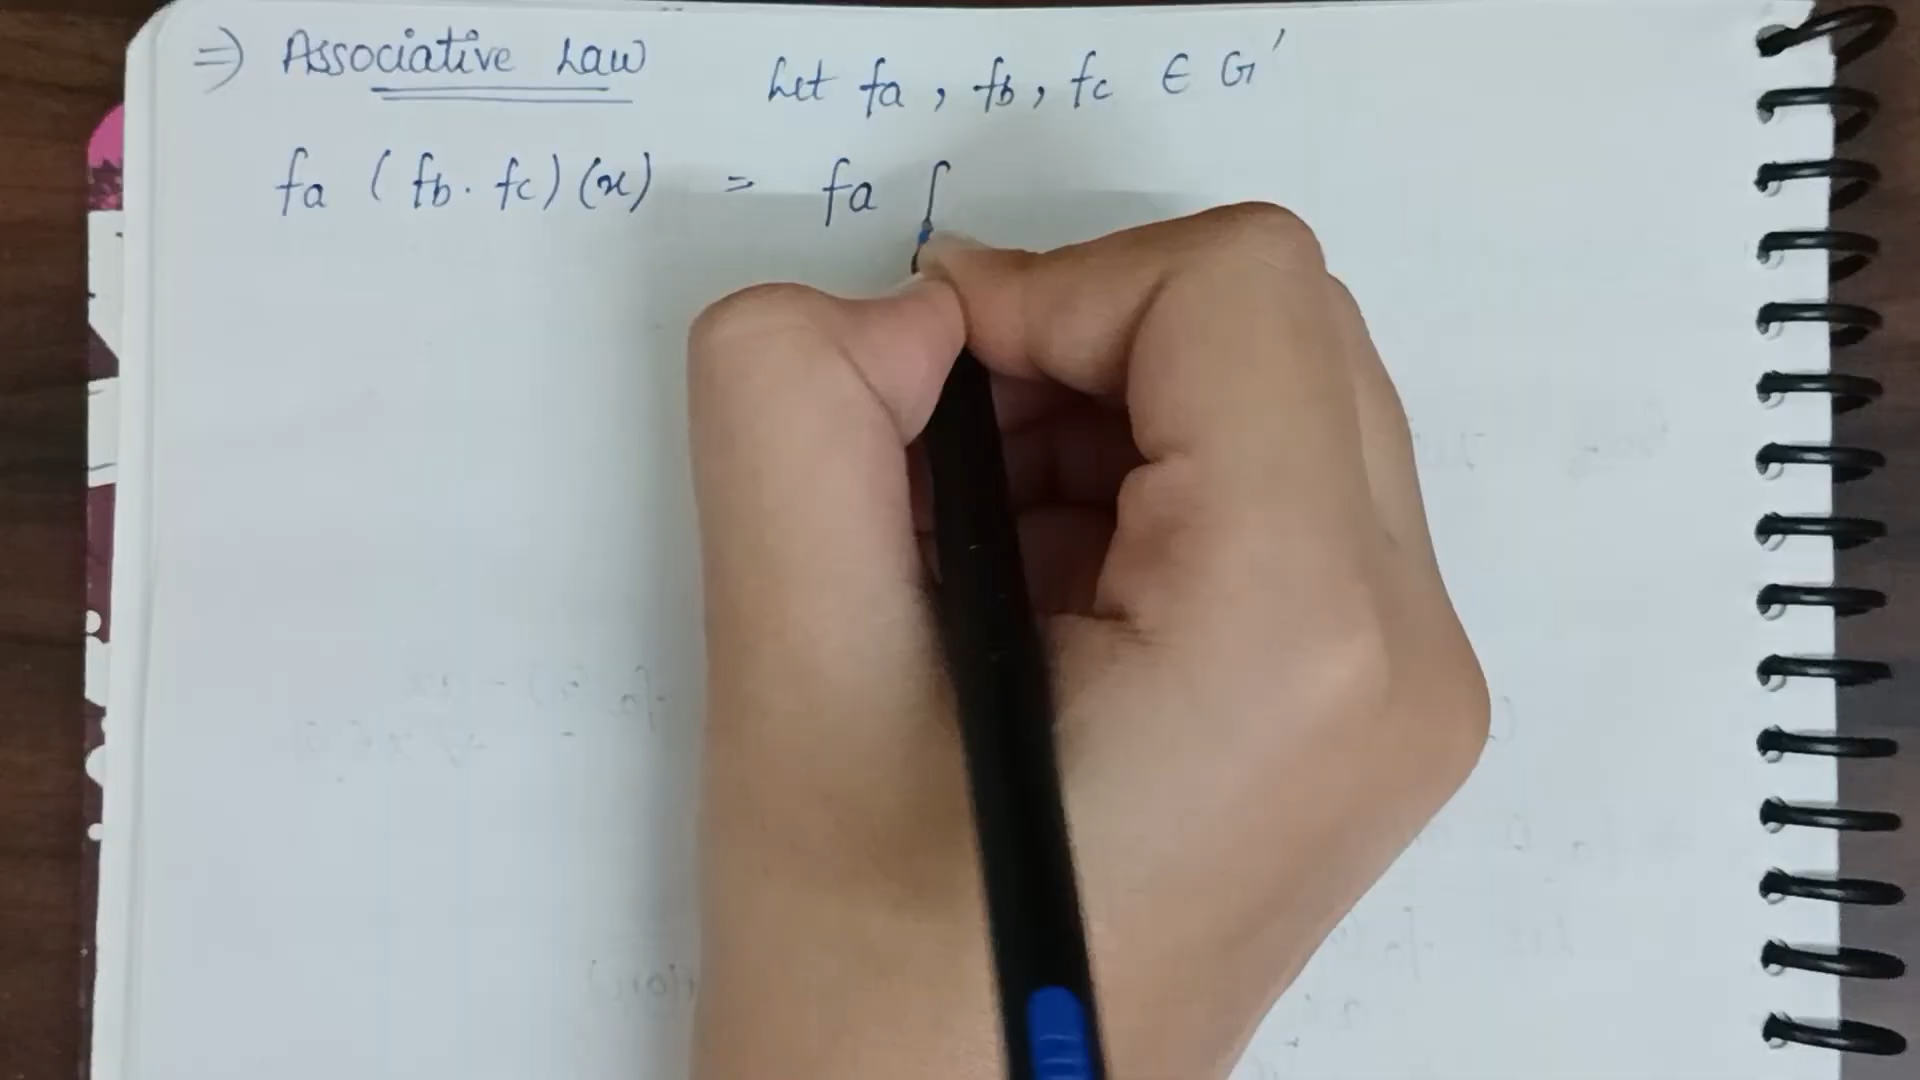 ⇒ Associative Law Let fa, fb, fc ∈ G'
fa (fb. fc) (x) = fa [